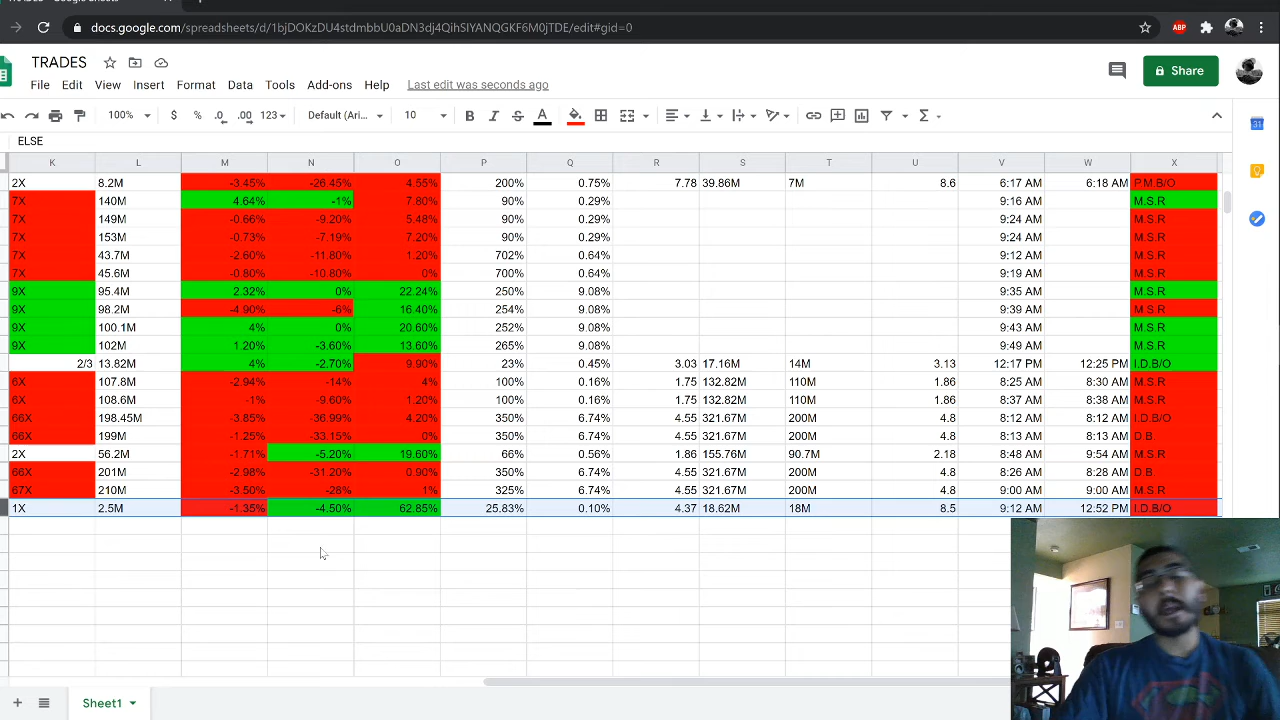 docs.google.com/spreadsheets/d/1bjDOKzDU4stdmbbU0aDN3dj4QihSIYANQGKF6M0jTDE/edit#gid=0
ABP
TRADES
Share
File Edit View Insert Format Data Tools Add-ons Help Last edit was seconds ago
100% $ % .0 .00 123 Default (Ari... 10 B I S A
ELSE
K L M N O P Q R S T U V W X
2X 8.2M -3.45% -26.45% 4.55% 200% 0.75% 7.78 39.86M 7M 8.6 6:17 AM 6:18 AM P.M.B/O
7X 140M 4.64% -1% 7.80% 90% 0.29% 9:16 AM M.S.R
7X 149M -0.66% -9.20% 5.48% 90% 0.29% 9:24 AM M.S.R
7X 153M -0.73% -7.19% 7.20% 90% 0.29% 9:24 AM M.S.R
7X 43.7M -2.60% -11.80% 1.20% 702% 0.64% 9:12 AM M.S.R
7X 45.6M -0.80% -10.80% 0% 700% 0.64% 9:19 AM M.S.R
9X 95.4M 2.32% 0% 22.24% 250% 9.08% 9:35 AM M.S.R
9X 98.2M -4.90% -8% 16.40% 254% 9.08% 9:39 AM M.S.R
9X 100.1M 4% 0% 20.60% 252% 9.08% 9:43 AM M.S.R
9X 102M 1.20% -3.60% 13.60% 265% 9.08% 9:49 AM M.S.R
2/3 13.82M 4% -2.70% 9.90% 23% 0.45% 3.03 17.16M 14M 3.13 12:17 PM 12:25 PM I.D.B/O
6X 107.8M -2.94% -14% 4% 100% 0.16% 1.75 132.82M 110M 1.86 8:25 AM 8:30 AM M.S.R
6X 108.6M -1% -9.60% 1.20% 100% 0.16% 1.75 132.82M 110M 1.86 8:37 AM 8:38 AM M.S.R
66X 198.45M -3.85% -36.99% 4.20% 350% 6.74% 4.55 321.67M 200M 4.8 8:12 AM 8:12 AM I.D.B/O
66X 199M -1.25% -33.15% 0% 350% 6.74% 4.55 321.67M 200M 4.8 8:13 AM 8:13 AM D.B.
2X 56.2M -1.71% -5.20% 19.60% 66% 0.56% 1.86 155.76M 90.7M 2.18 8:48 AM 9:54 AM M.S.R
66X 201M -2.98% -31.20% 0.90% 350% 6.74% 4.55 321.67M 200M 4.8 8:26 AM 8:28 AM D.B.
67X 210M -3.50% -28% 1% 325% 6.74% 4.55 321.67M 200M 4.8 9:00 AM 9:00 AM M.S.R
1X 2.5M -1.35% -4.50% 62.85% 25.83% 0.10% 4.37 18.62M 18M 8.5 9:12 AM 12:52 PM I.D.B/O
Sheet1